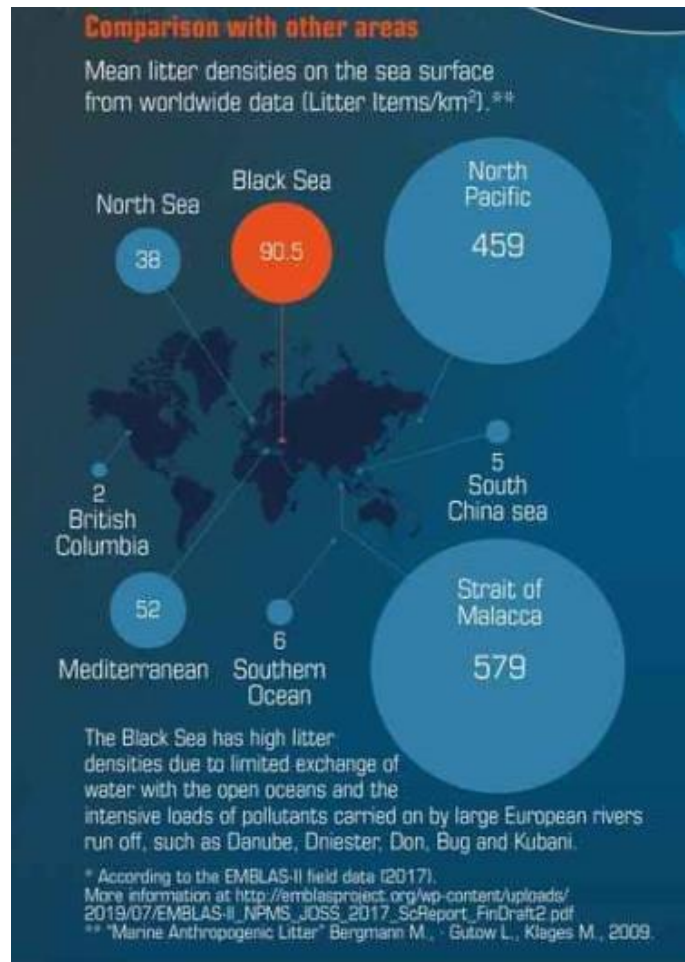 Comparison with other areas
Mean litter densities on the sea surface
from worldwide data (Litter Items/km²).**
North Sea
38
Black Sea
90.5
North
Pacific
459
2
British
Columbia
5
South
China sea
52
Mediterranean
6
Southern
Ocean
Strait of
Malacca
579
The Black Sea has high litter
densities due to limited exchange of
water with the open oceans and the
intensive loads of pollutants carried on by large European rivers
run off, such as Danube, Dniester, Don, Bug and Kubani.
* According to the EMBLAS-II field data (2017).
More information at http://emblasproject.org/wp-content/uploads/
2019/07/EMBLAS-II_NPMS_JOSS_2017_ScReport_FinDraft2.pdf
** "Marine Anthropogenic Litter" Bergmann M., - Gutow L., Klages M., 2009.